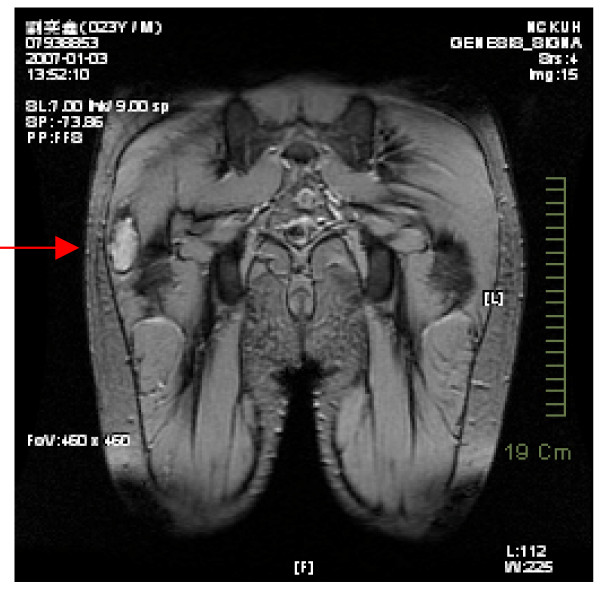 (023Y / M)
07938853
2007-01-03
13:52:10
SL:7.00 thk/ 9.00 sp
SP: -73.86
PP:FFS
NCKUH
GENESIS_SIGNA
Srs:4
Img:15
[L]
FoV:460 x 460
19 Cm
[F]
L:112
W:225